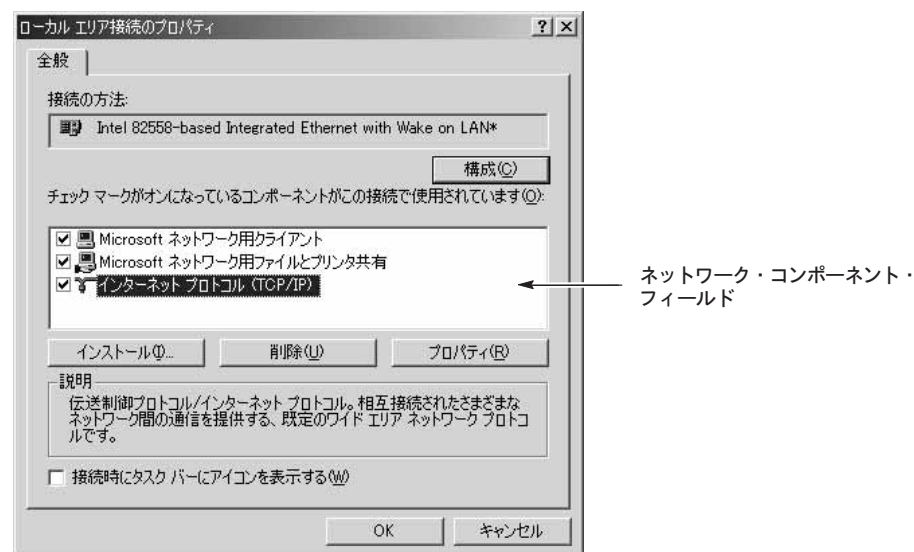 ローカル エリア接続のプロパティ
全般
接続の方法:
Intel 82558-based Integrated Ethernet with Wake on LAN*
構成(C)
チェック マークがオンになっているコンポーネントがこの接続で使用されています(O):
Microsoft ネットワーク用クライアント
Microsoft ネットワーク用ファイルとプリンタ共有
インターネット プロトコル (TCP/IP)
ネットワーク・コンポーネント・
フィールド
インストール(I)...
削除(U)
プロパティ(R)
説明
伝送制御プロトコル/インターネット プロトコル。相互接続されたさまざまな
ネットワーク間の通信を提供する、既定のワイド エリア ネットワーク プロトコ
ルです。
接続時にタスク バーにアイコンを表示する(W)
OK
キャンセル